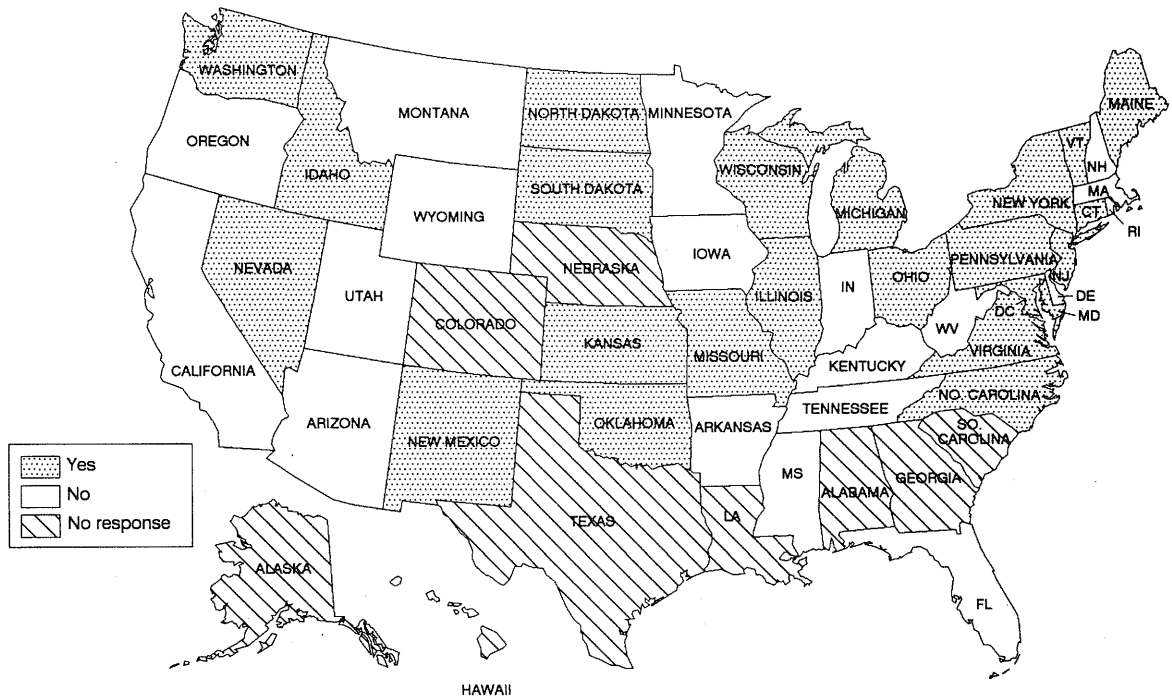 WASHINGTON
MONTANA
NORTH DAKOTA
MINNESOTA
MAINE
OREGON
IDAHO
WYOMING
SOUTH DAKOTA
WISCONSIN
MICHIGAN
NEW YORK
VT
NH
MA
CT
RI
NEVADA
UTAH
COLORADO
NEBRASKA
IOWA
ILLINOIS
IN
OHIO
PENNSYLVANIA
NJ
DE
MD
DC
WV
VIRGINIA
CALIFORNIA
KANSAS
MISSOURI
KENTUCKY
ARIZONA
NEW MEXICO
OKLAHOMA
ARKANSAS
TENNESSEE
NO. CAROLINA
SO.
CAROLINA
Yes
No
No response
TEXAS
LA
MS
ALABAMA
GEORGIA
FL
ALASKA
HAWAII